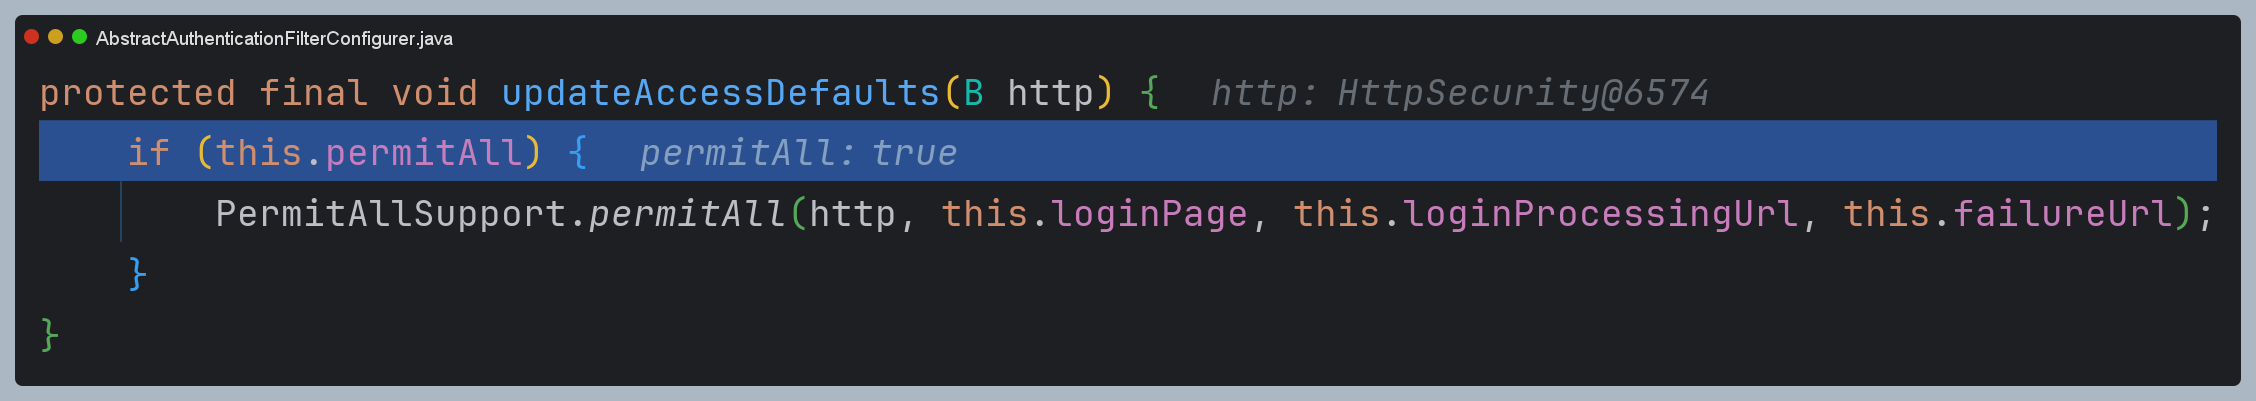 AbstractAuthenticationFilterConfigurer.java
protected final void updateAccessDefaults(B http) {  http: HttpSecurity@6574
if (this.permitAll) {  permitAll: true
PermitAllSupport.permitAll(http, this.loginPage, this.loginProcessingUrl, this.failureUrl);
}
}